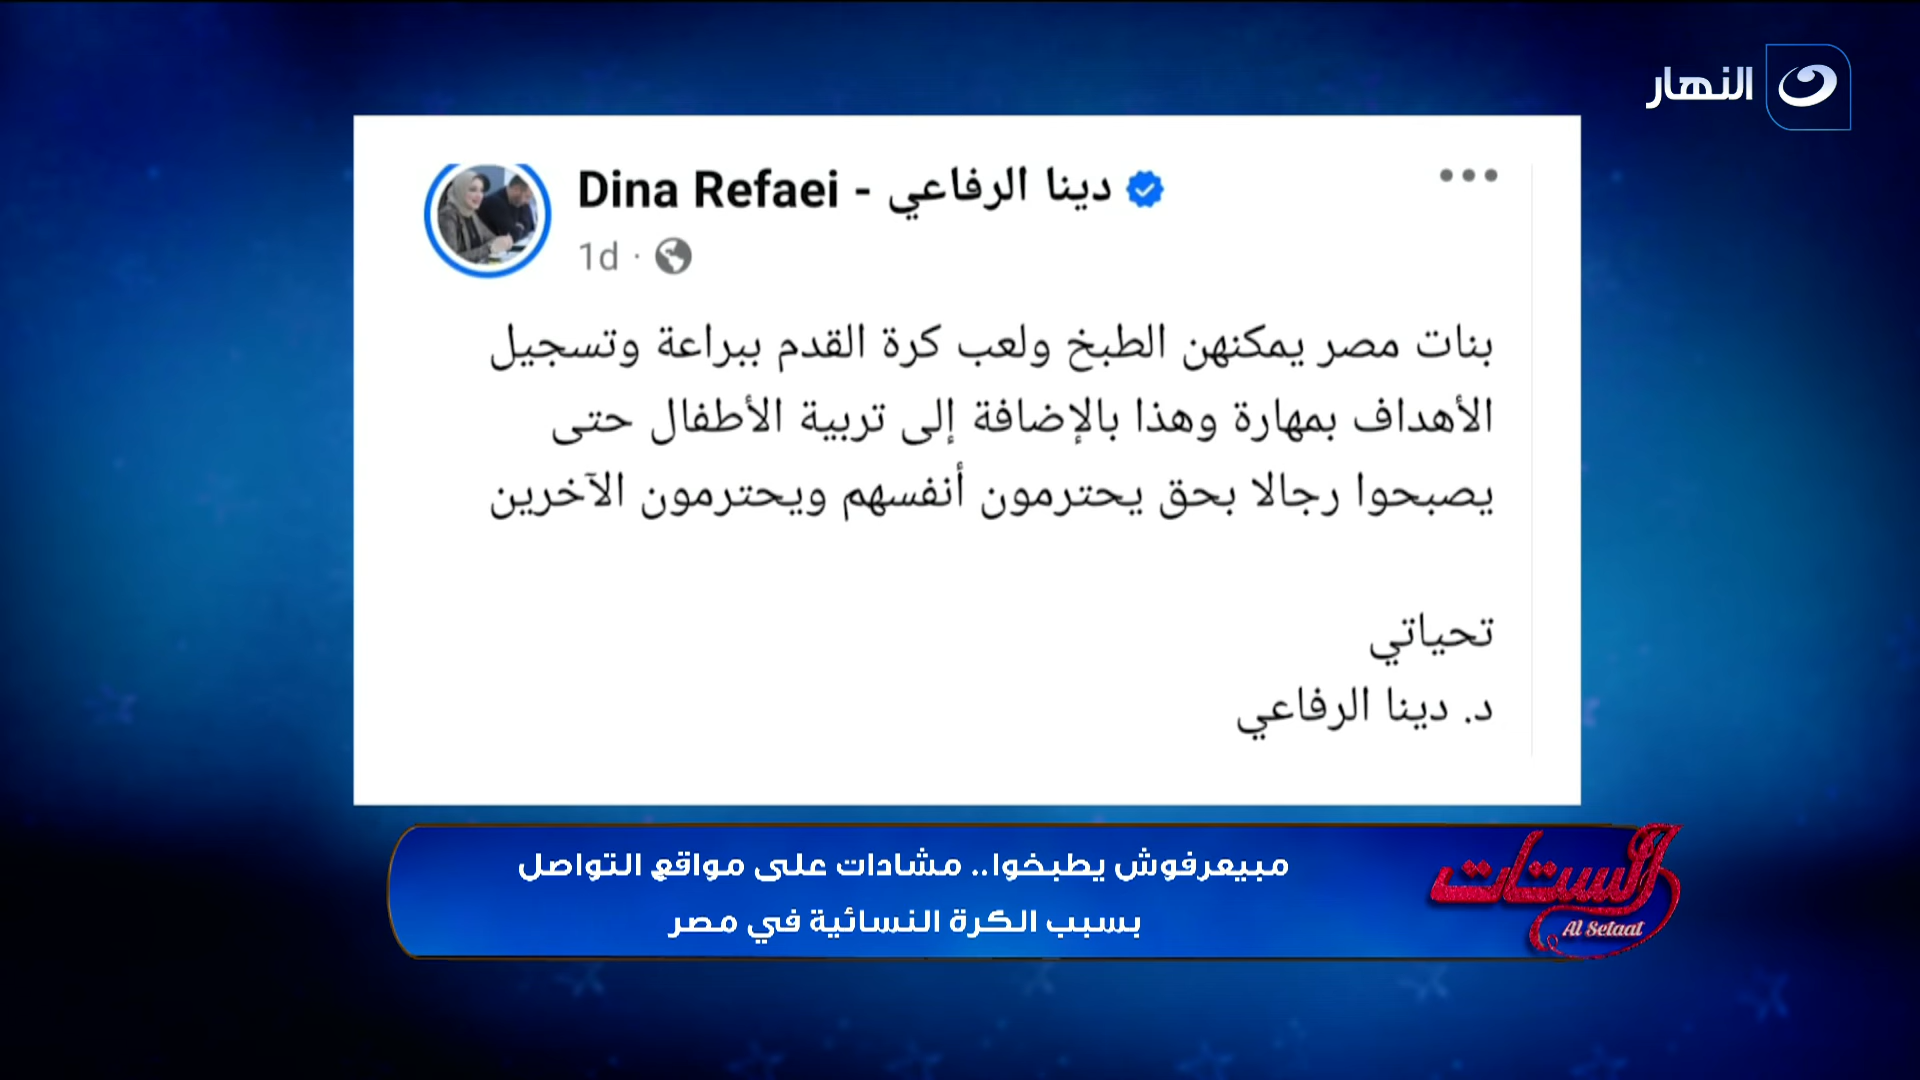 النهار
Dina Refaei - دينا الرفاعي
1d ·
بنات مصر يمكنهن الطبخ ولعب كرة القدم ببراعة وتسجيل
الأهداف بمهارة وهذا بالإضافة إلى تربية الأطفال حتى
يصبحوا رجالا بحق يحترمون أنفسهم ويحترمون الآخرين
تحياتي
د. دينا الرفاعي
مبيعرفوش يطبخوا.. مشادات على مواقع التواصل
بسبب الكرة النسائية في مصر
الستات
Al Setaat